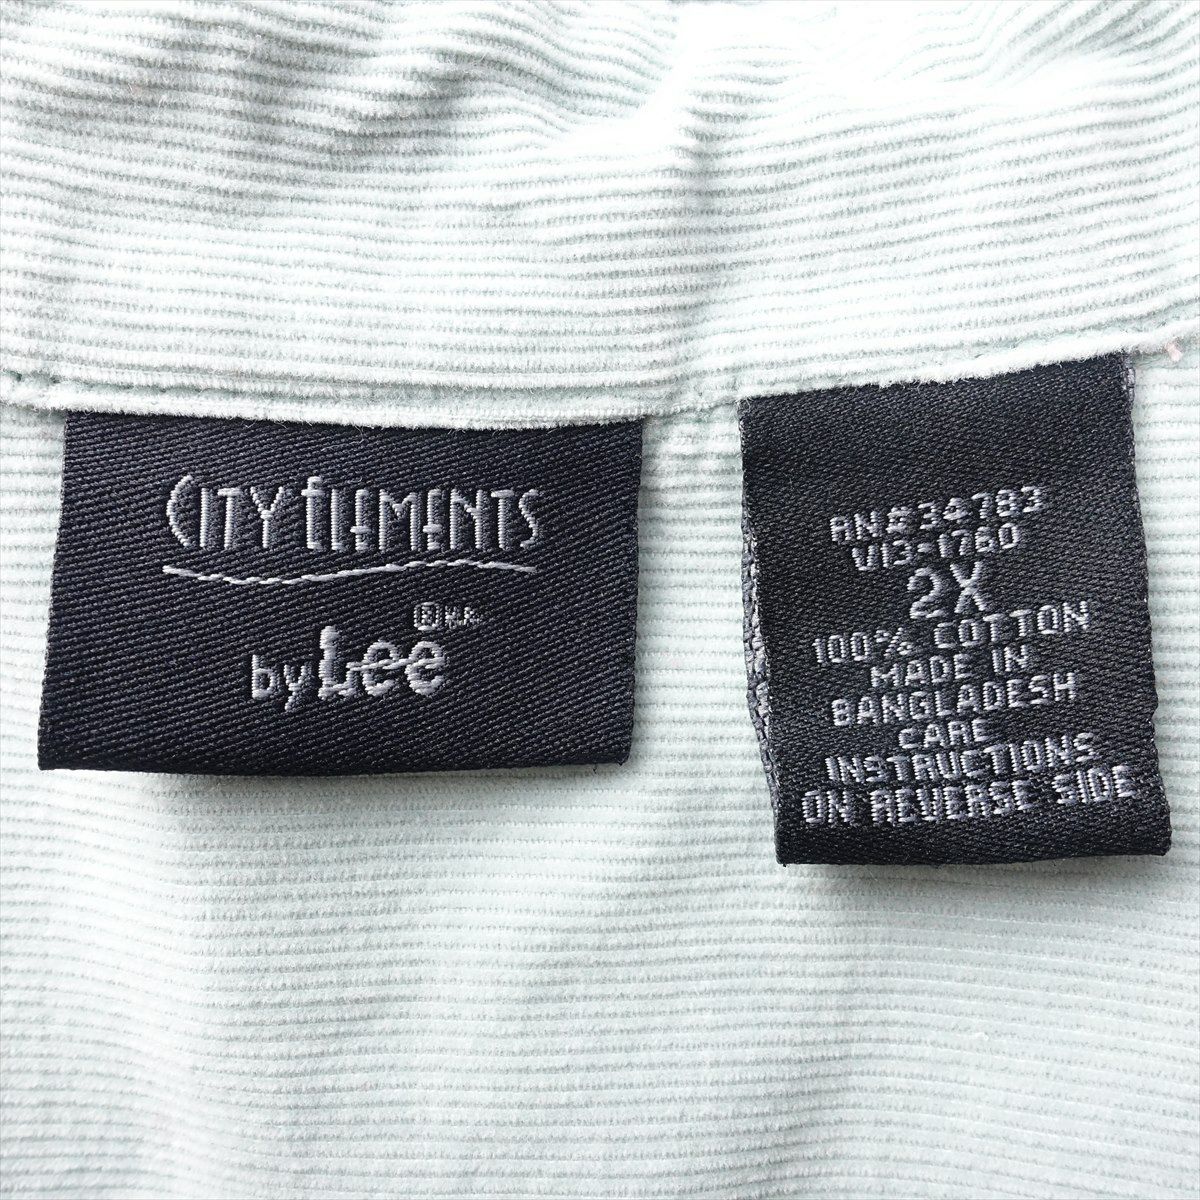 CITY ELEMENTS
® M.R.
by Lee
RN#34783
V13-1760
2X
100% COTTON
MADE IN
BANGLADESH
CARE
INSTRUCTIONS
ON REVERSE SIDE